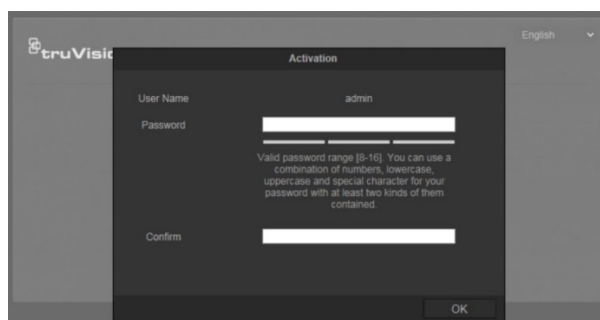 English
truVisio
Activation
User Name admin
Password
Valid password range [8-16]. You can use a
combination of numbers, lowercase,
uppercase and special character for your
password with at least two kinds of them
contained.
Confirm
OK